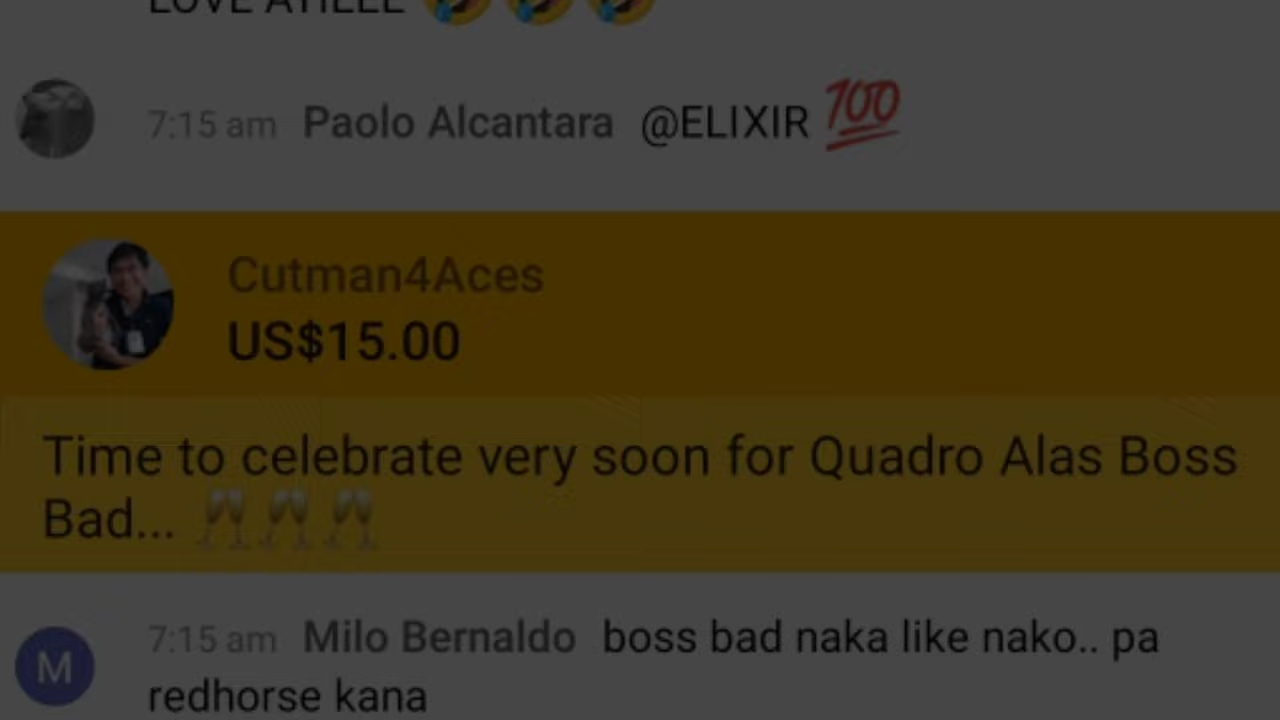 LOVE ATIEEE 🤣🤣🤣
7:15 am Paolo Alcantara @ELIXIR 💯
Cutman4Aces
US$15.00
Time to celebrate very soon for Quadro Alas Boss
Bad... 🥂🥂🥂
M
7:15 am Milo Bernaldo boss bad naka like nako.. pa
redhorse kana